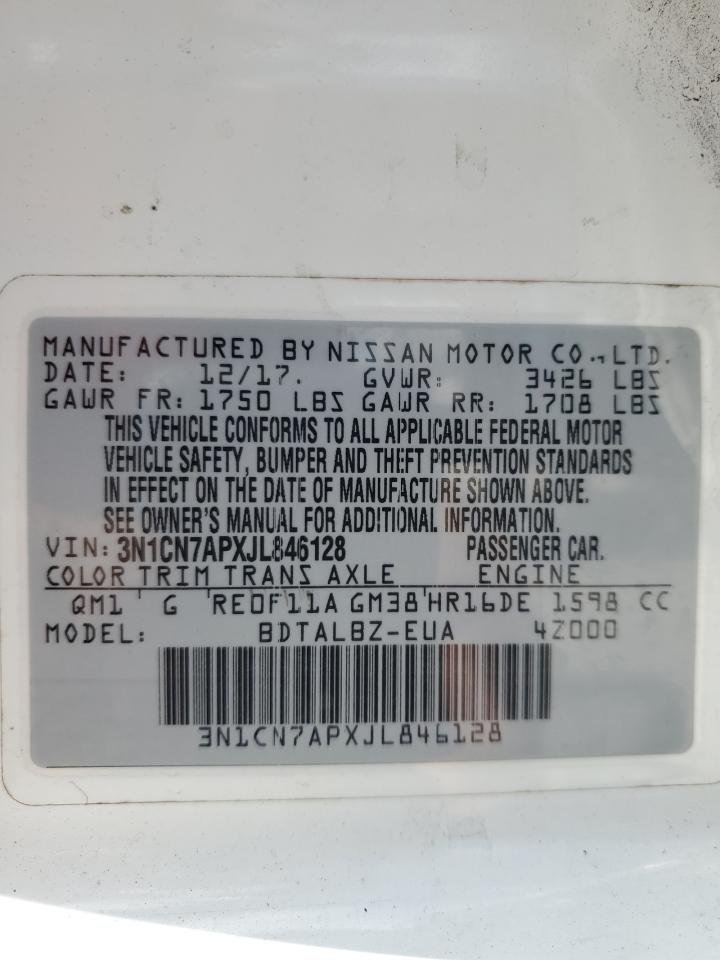 MANUFACTURED BY NISSAN MOTOR CO.,LTD.
DATE: 12/17. GVWR: 3426 LBS
GAWR FR: 1750 LBS GAWR RR: 1708 LBS
THIS VEHICLE CONFORMS TO ALL APPLICABLE FEDERAL MOTOR
VEHICLE SAFETY, BUMPER AND THEFT PREVENTION STANDARDS
IN EFFECT ON THE DATE OF MANUFACTURE SHOWN ABOVE.
SEE OWNER'S MANUAL FOR ADDITIONAL INFORMATION.
VIN: 3N1CN7APXJL846128 PASSENGER CAR.
COLOR TRIM TRANS AXLE ENGINE
QM1 G RE0F11A GM38 HR16DE 1598 CC
MODEL: BDTALBZ-EUA 4Z000
3N1CN7APXJL846128